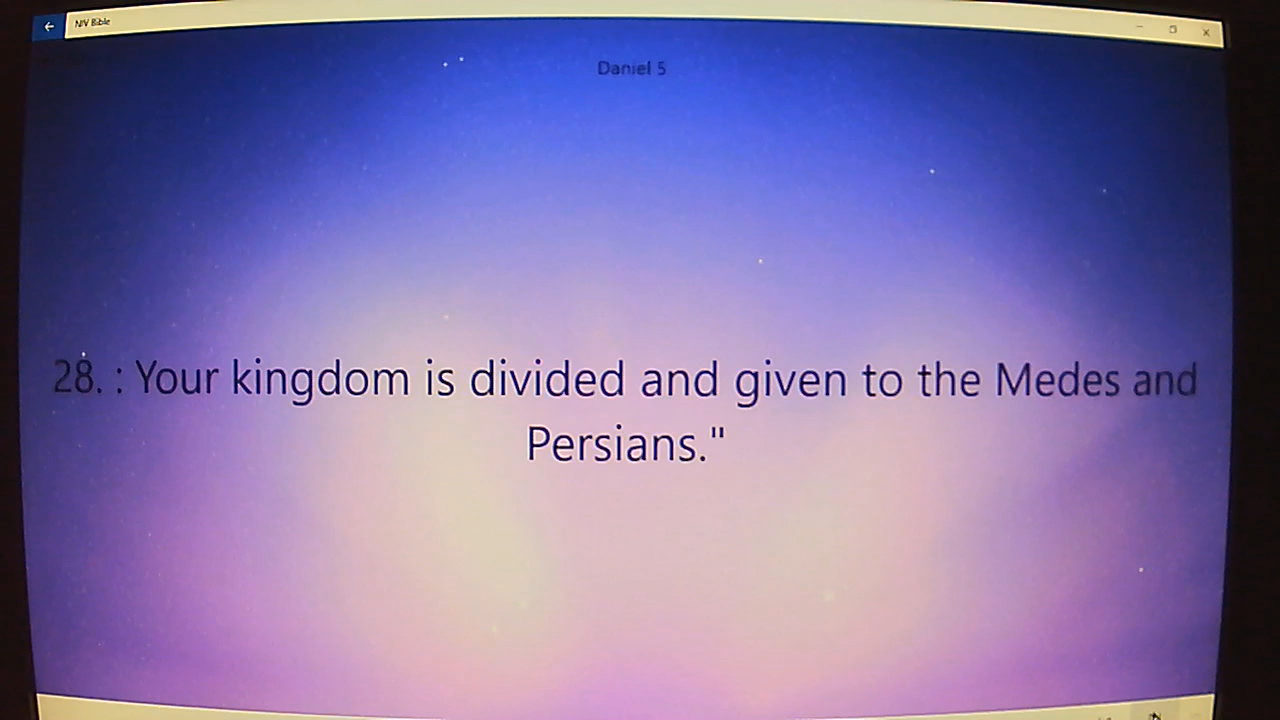 NIV Bible
Daniel 5
28. : Your kingdom is divided and given to the Medes and
Persians."